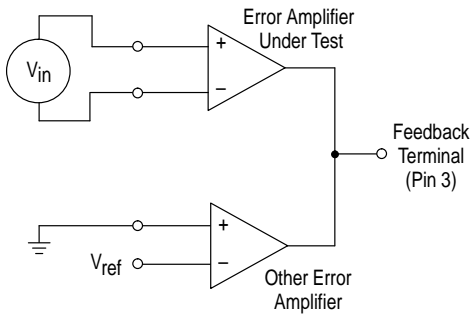 Error Amplifier
Under Test
+
Vin
−
Feedback
Terminal
(Pin 3)
+
Vref
−
Other Error
Amplifier